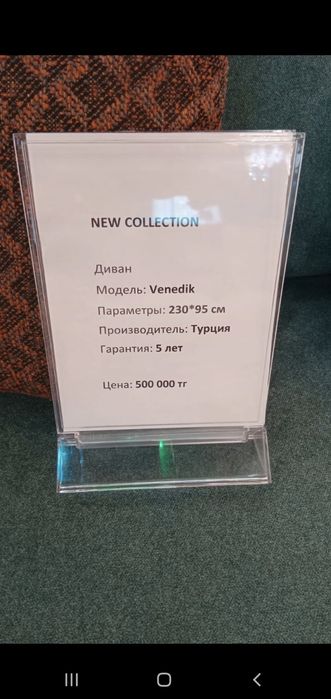 NEW COLLECTION
Диван
Модель: Venedik
Параметры: 230*95 см
Производитель: Турция
Гарантия: 5 лет
Цена: 500 000 тг